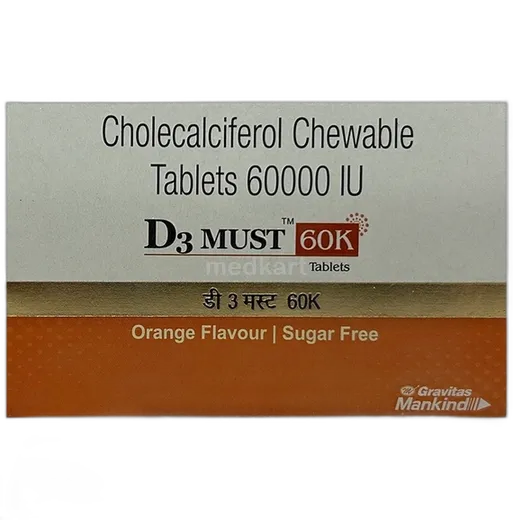 Cholecalciferol Chewable
Tablets 60000 IU
D3 MUST™ 60K
medkart
Tablets
डी 3 मस्ट 60K
Orange Flavour | Sugar Free
Gravitas
Mankind